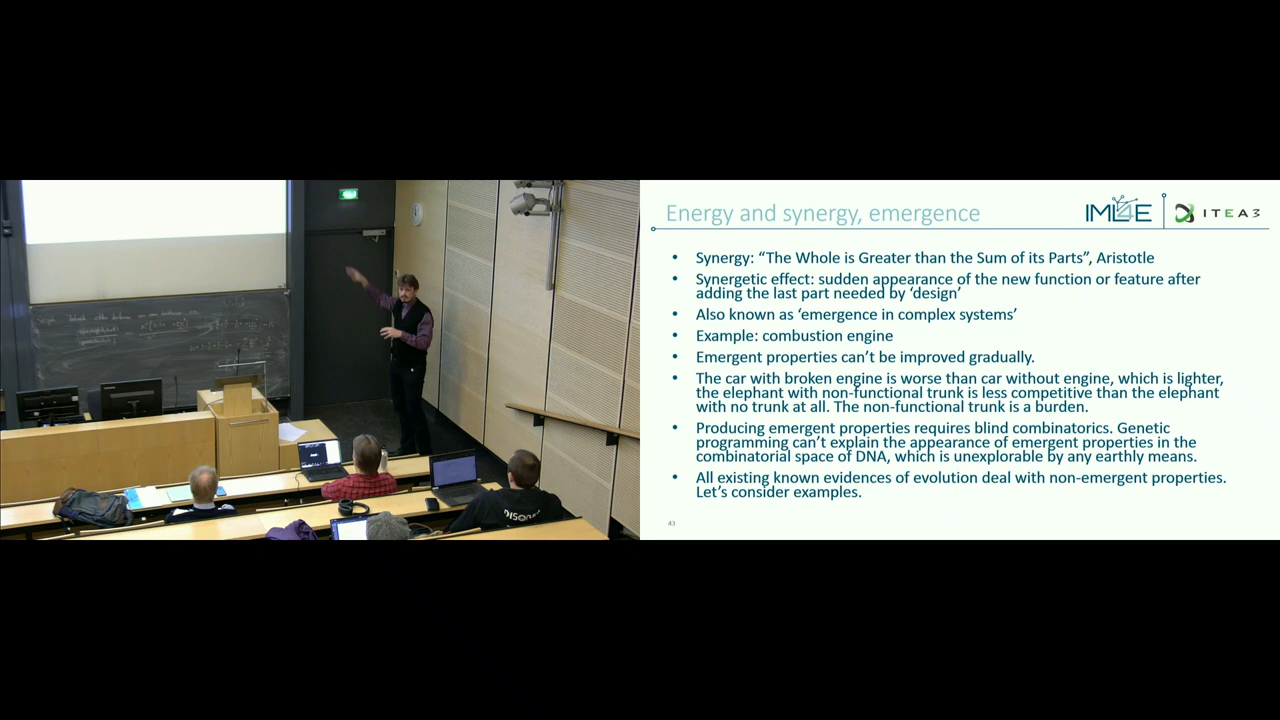 Energy and synergy, emergence
IML4E
ITEA3
• Synergy: “The Whole is Greater than the Sum of its Parts”, Aristotle
• Synergetic effect: sudden appearance of the new function or feature after
adding the last part needed by ‘design’
• Also known as ‘emergence in complex systems’
• Example: combustion engine
• Emergent properties can’t be improved gradually.
• The car with broken engine is worse than car without engine, which is lighter,
the elephant with non-functional trunk is less competitive than the elephant
with no trunk at all. The non-functional trunk is a burden.
• Producing emergent properties requires blind combinatorics. Genetic
programming can’t explain the appearance of emergent properties in the
combinatorial space of DNA, which is unexplorable by any earthly means.
• All existing known evidences of evolution deal with non-emergent properties.
Let’s consider examples.
43